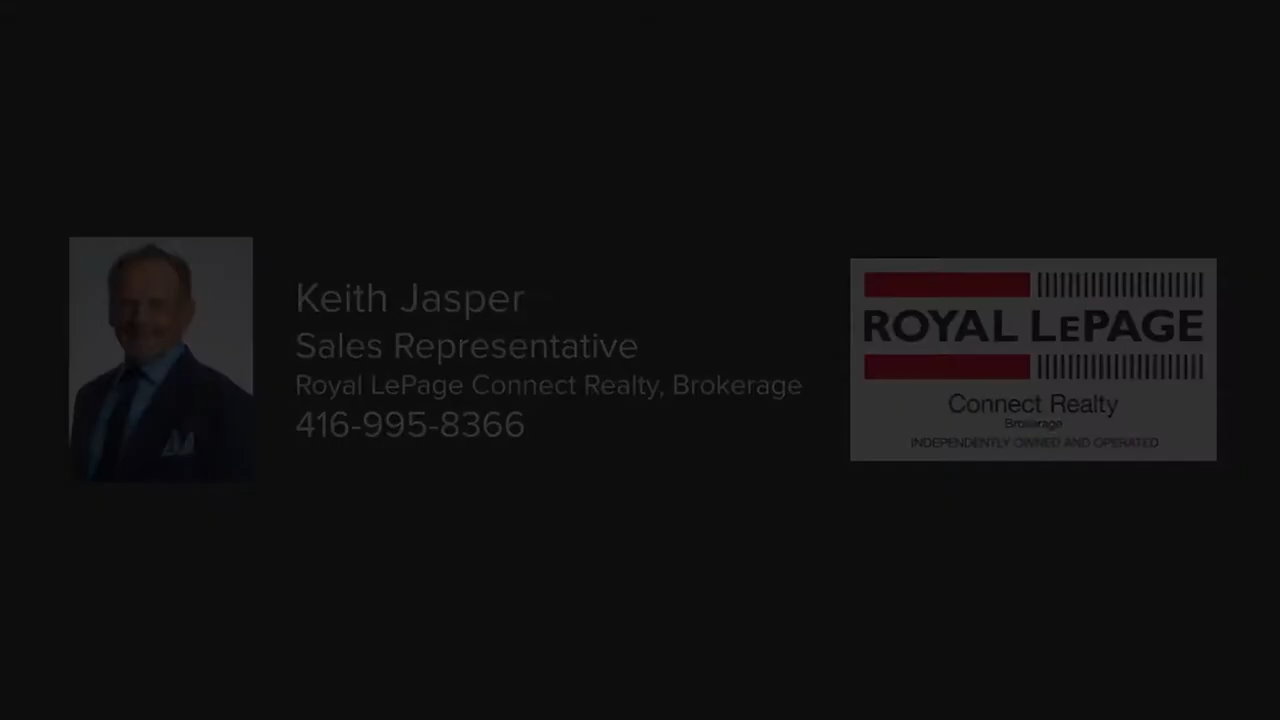 Keith Jasper
Sales Representative
Royal LePage Connect Realty, Brokerage
416-995-8366
ROYAL LEPAGE
Connect Realty
Brokerage
INDEPENDENTLY OWNED AND OPERATED